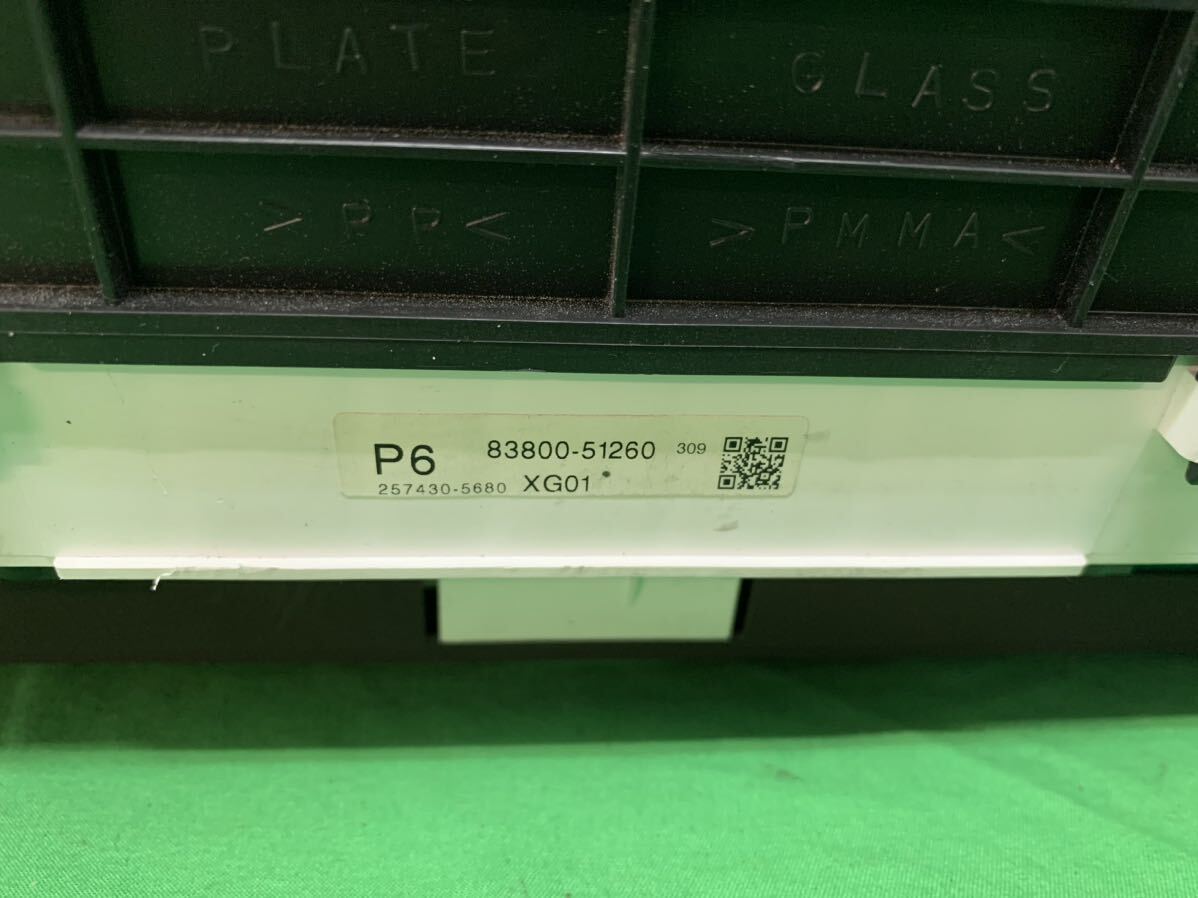 PLATE GLASS
>PP< >PMMA<
P6 83800-51260 309
257430-5680 XG01